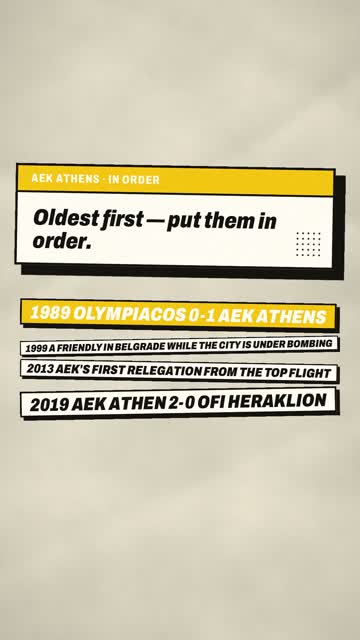 AEK ATHENS · IN ORDER
Oldest first — put them in
order.
1989 OLYMPIACOS 0-1 AEK ATHENS
1999 A FRIENDLY IN BELGRADE WHILE THE CITY IS UNDER BOMBING
2013 AEK'S FIRST RELEGATION FROM THE TOP FLIGHT
2019 AEK ATHEN 2-0 OFI HERAKLION